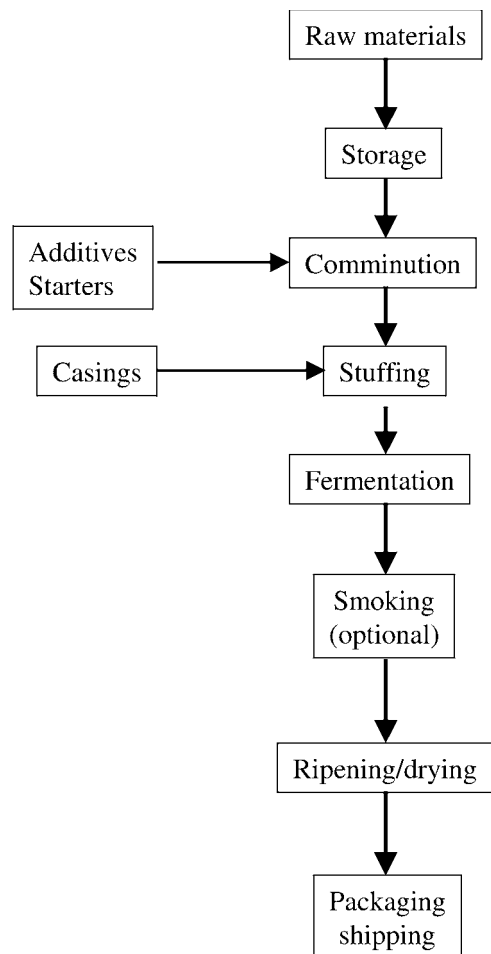 Raw materials
Storage
Additives
Starters
Comminution
Casings
Stuffing
Fermentation
Smoking
(optional)
Ripening/drying
Packaging
shipping